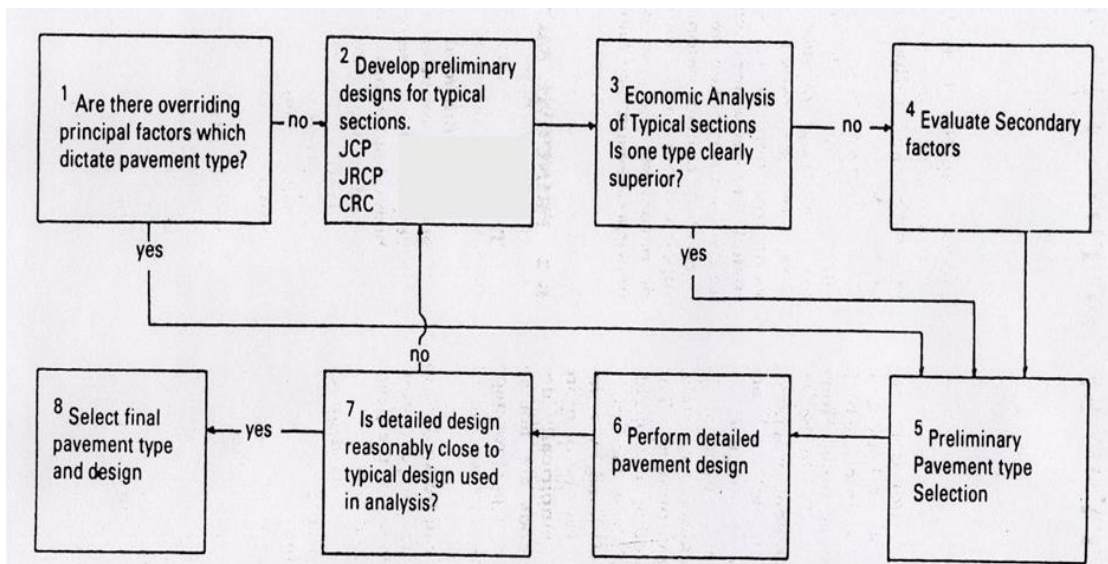 1 Are there overriding
principal factors which
dictate pavement type?
no
2 Develop preliminary
designs for typical
sections.
JCP
JRCP
CRC
3 Economic Analysis
of Typical sections
Is one type clearly
superior?
no
4 Evaluate Secondary
factors
yes
yes
no
8 Select final
pavement type
and design
yes
7 Is detailed design
reasonably close to
typical design used
in analysis?
6 Perform detailed
pavement design
5 Preliminary
Pavement type
Selection